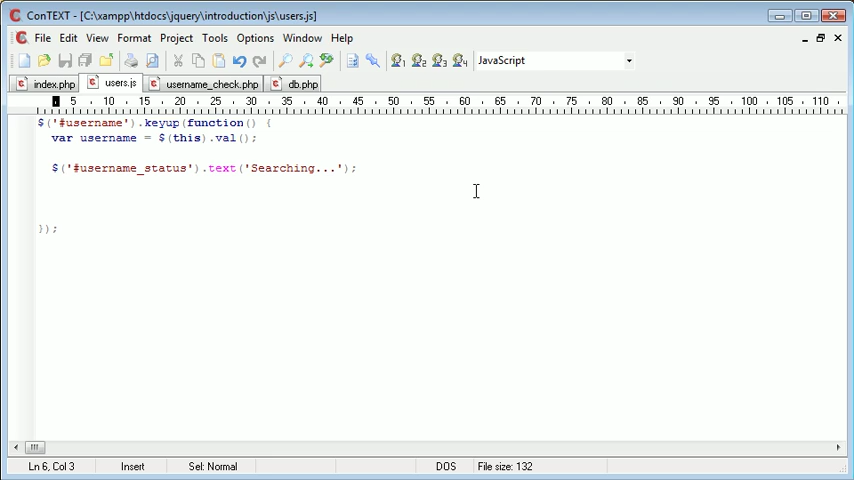 ConTEXT - [C:\xampp\htdocs\jquery\introduction\js\users.js]
File Edit View Format Project Tools Options Window Help
JavaScript
index.php users.js username_check.php db.php
5 10 15 20 25 30 35 40 45 50 55 60 65 70 75 80 85 90 95 100 105 110
$('#username').keyup(function() {
var username = $(this).val();
$('#username_status').text('Searching...');
});
Ln 6, Col 3 Insert Sel: Normal DOS File size: 132